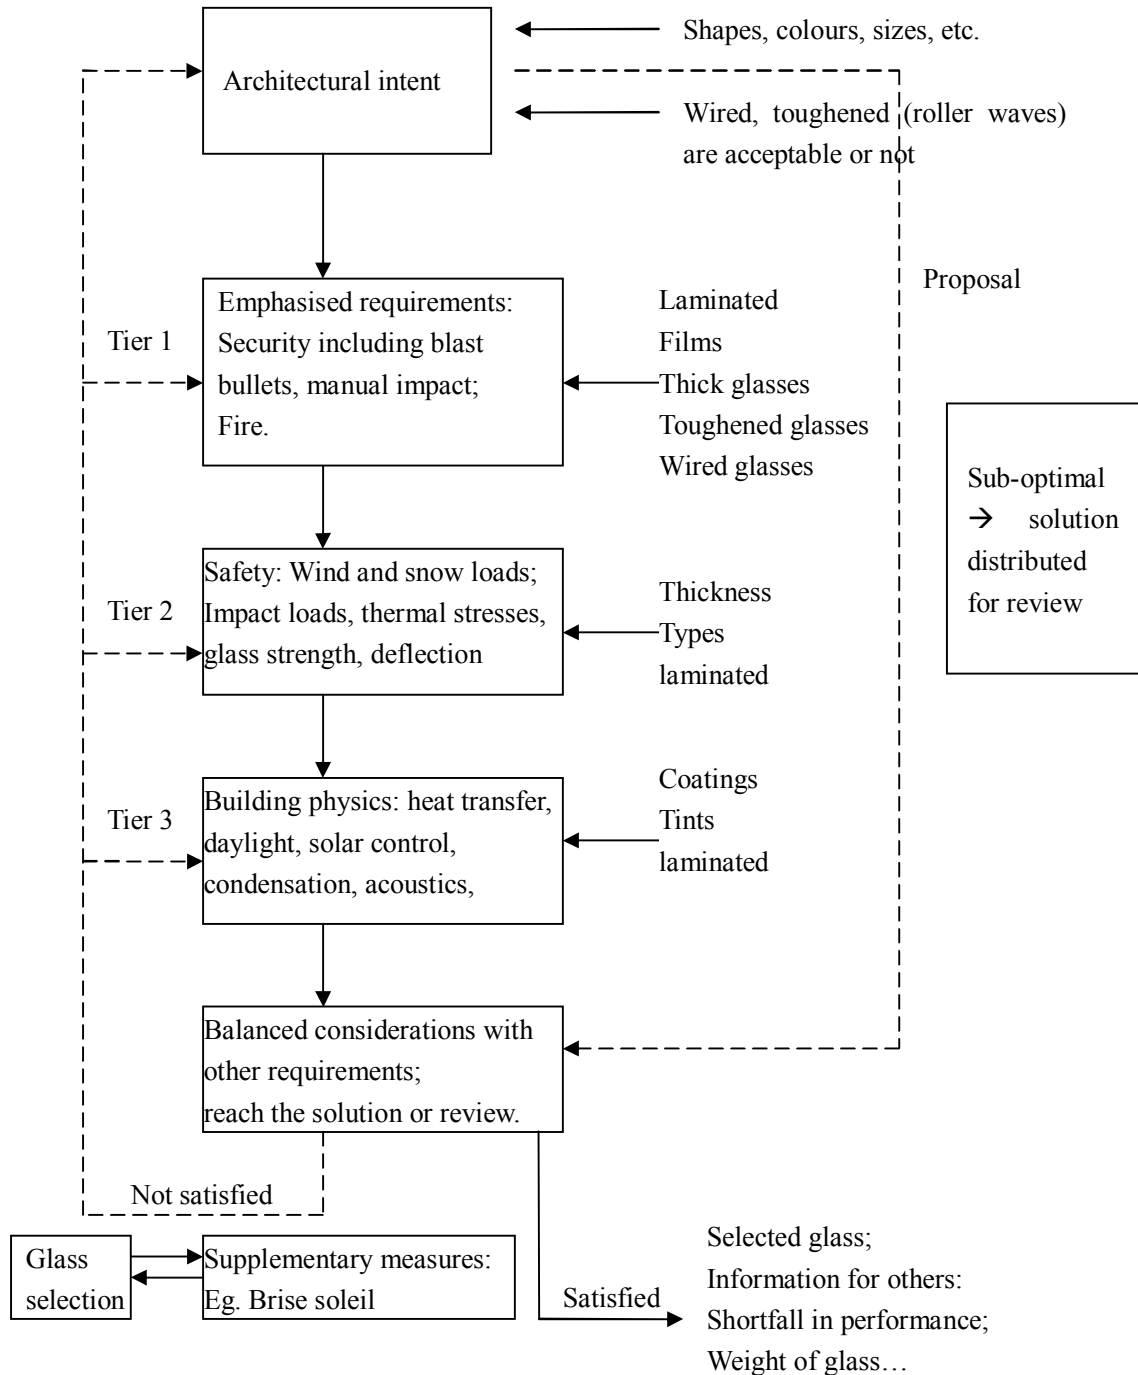 Shapes, colours, sizes, etc.
Architectural intent
Wired, toughened (roller waves)
are acceptable or not
Proposal
Emphasised requirements:
Security including blast
bullets, manual impact;
Fire.
Tier 1
Laminated
Films
Thick glasses
Toughened glasses
Wired glasses
Sub-optimal
→ solution
distributed
for review
Safety: Wind and snow loads;
Impact loads, thermal stresses,
glass strength, deflection
Tier 2
Thickness
Types
laminated
Building physics: heat transfer,
daylight, solar control,
condensation, acoustics,
Tier 3
Coatings
Tints
laminated
Balanced considerations with
other requirements;
reach the solution or review.
Not satisfied
Glass
selection
Supplementary measures:
Eg. Brise soleil
Satisfied
Selected glass;
Information for others:
Shortfall in performance;
Weight of glass…